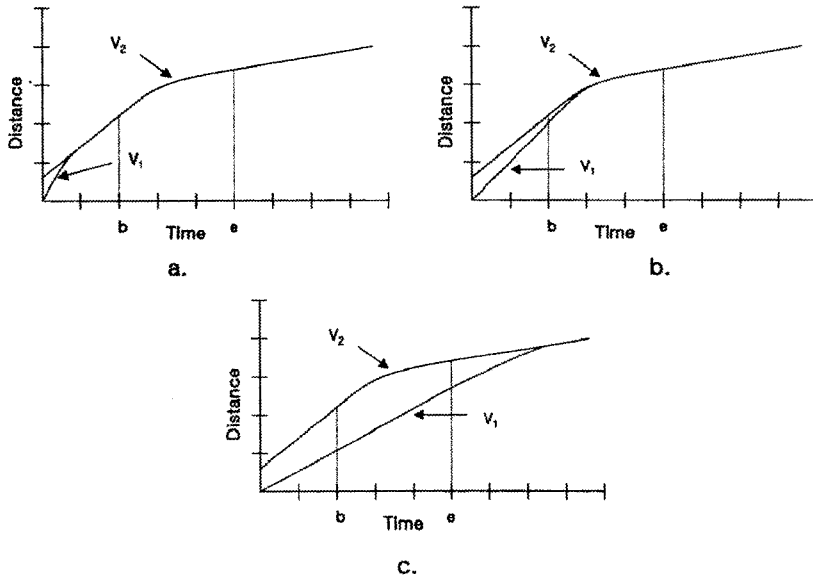 V₂
Distance
V₁
b Time e
a.
V₂
Distance
V₁
b Time e
b.
V₂
Distance
V₁
b Time e
c.